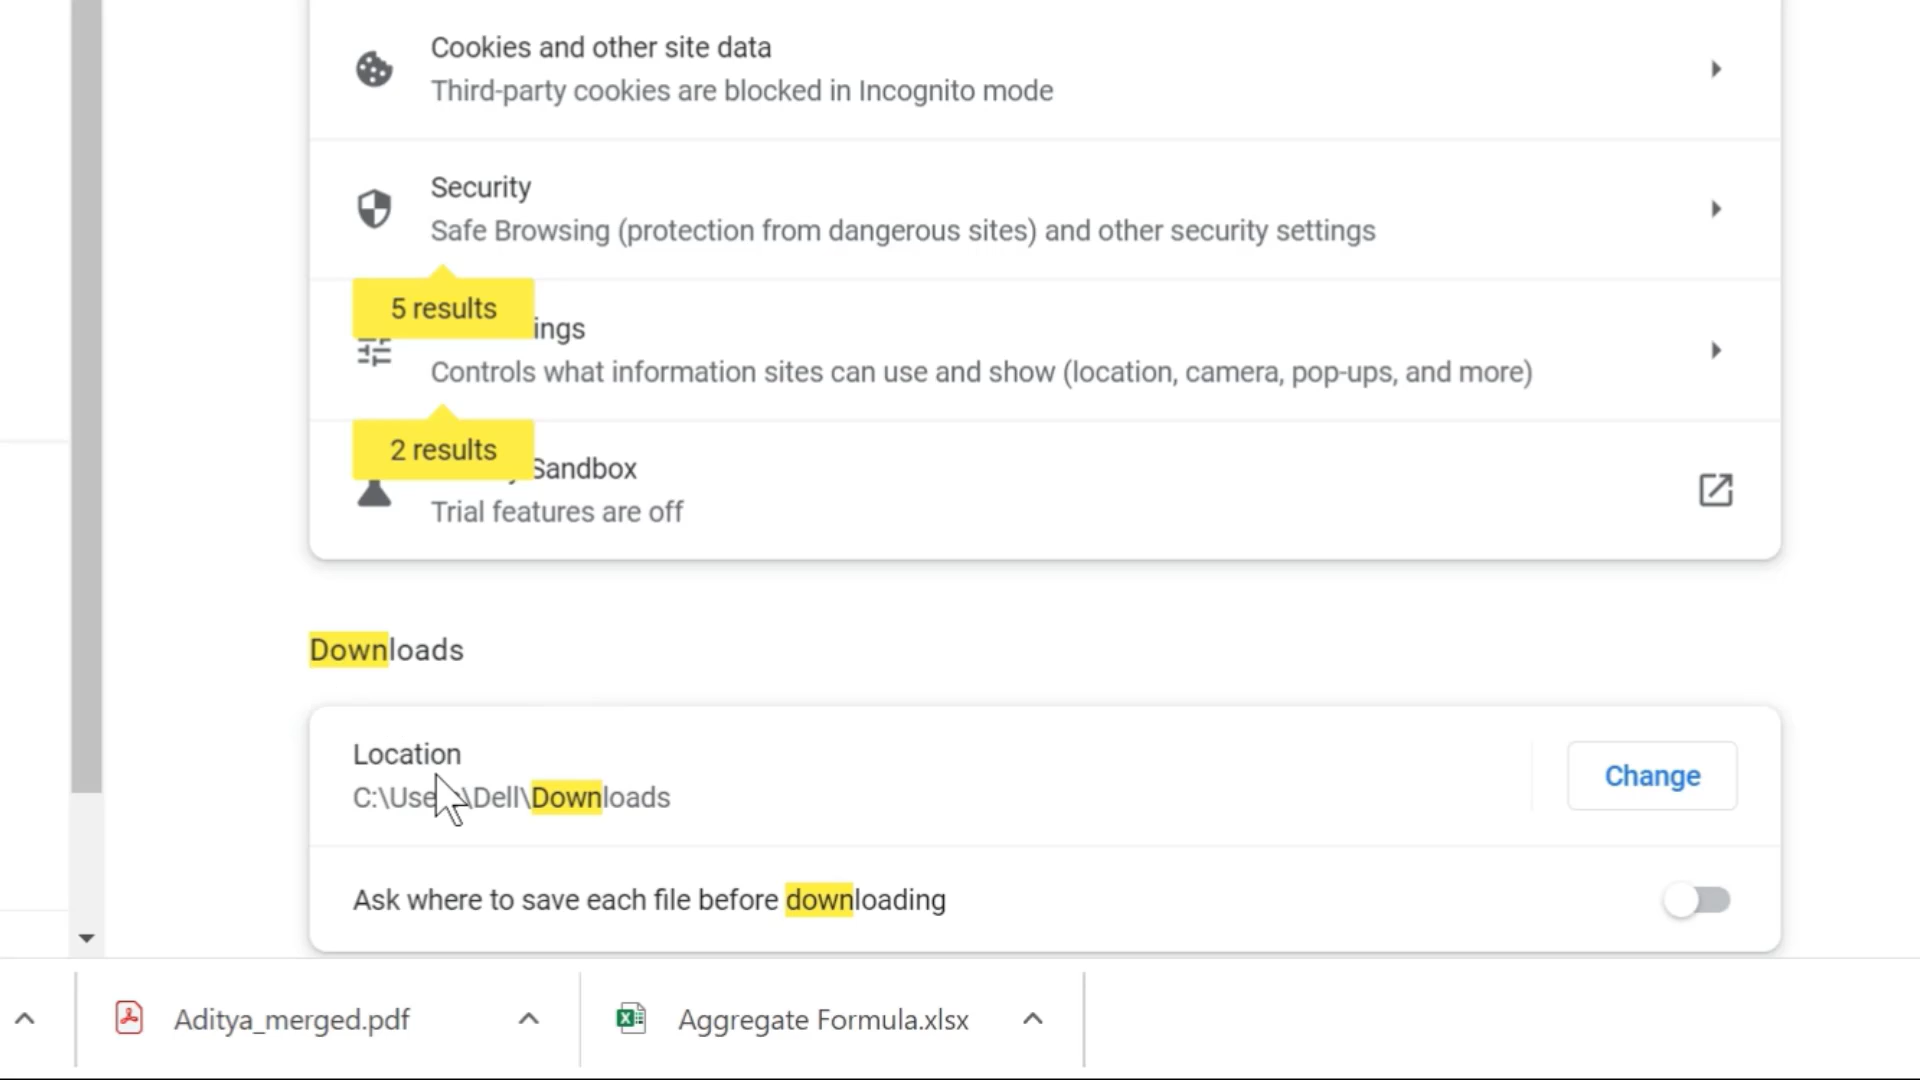 Cookies and other site data
Third-party cookies are blocked in Incognito mode
Security
Safe Browsing (protection from dangerous sites) and other security settings
5 results
ings
Controls what information sites can use and show (location, camera, pop-ups, and more)
2 results
Sandbox
Trial features are off
Downloads
Location
Change
C:\Use \Dell\Downloads
Ask where to save each file before downloading
Aditya_merged.pdf
Aggregate Formula.xlsx